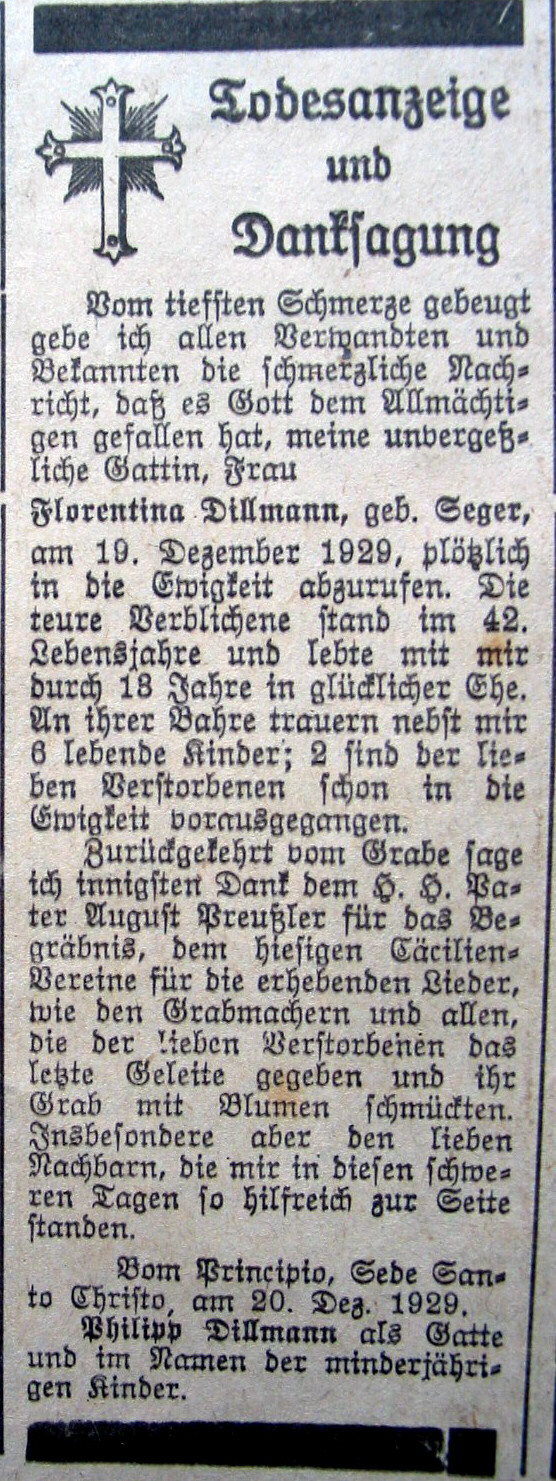 Todesanzeige
und
Danksagung
Vom tiefsten Schmerze gebeugt
gebe ich allen Verwandten und
Bekannten die schmerzliche Nach-
richt, daß es Gott dem Allmächti-
gen gefallen hat, meine unvergeß-
liche Gattin, Frau
Florentina Dillmann, geb. Seger,
am 19. Dezember 1929, plötzlich
in die Ewigkeit abzurufen. Die
teure Verblichene stand im 42.
Lebensjahre und lebte mit mir
durch 18 Jahre in glücklicher Ehe.
An ihrer Bahre trauern nebst mir
6 lebende Kinder; 2 sind der lie-
ben Verstorbenen schon in die
Ewigkeit vorausgegangen.
Zurückgekehrt vom Grabe sage
ich innigsten Dank dem H. H. Pa-
ter August Preußler für das Be-
gräbnis, dem hiesigen Cäcilien-
Vereine für die erhebenden Lieder,
wie den Grabmachern und allen,
die der lieben Verstorbenen das
letzte Geleite gegeben und ihr
Grab mit Blumen schmückten.
Insbesondere aber den lieben
Nachbarn, die mir in diesen schwe-
ren Tagen so hilfreich zur Seite
standen.
Bom Principio, Sede San-
to Christo, am 20. Dez. 1929.
Philipp Dillmann als Gatte
und im Namen der minderjähri-
gen Kinder.